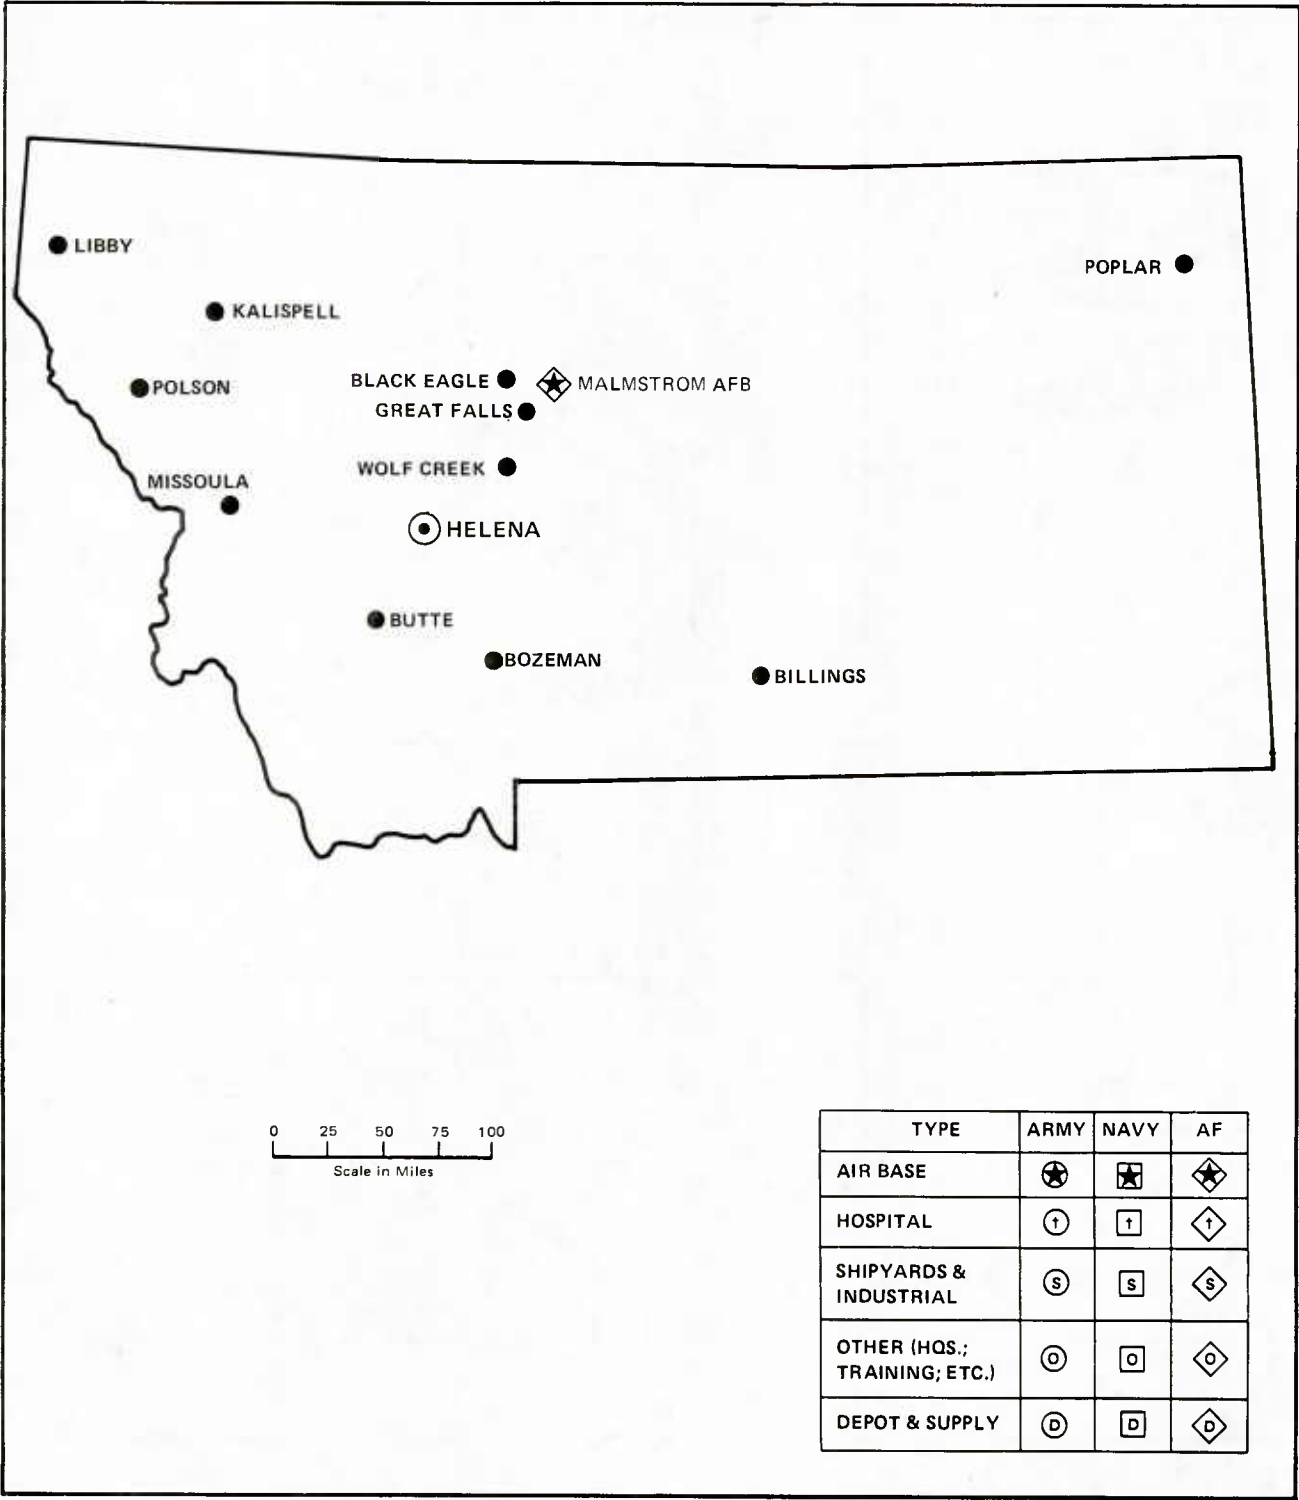 LIBBY
POPLAR
KALISPELL
BLACK EAGLE
MALMSTROM AFB
POLSON
GREAT FALLS
WOLF CREEK
MISSOULA
HELENA
BUTTE
BOZEMAN
BILLINGS
0 25 50 75 100
Scale in Miles
TYPE ARMY NAVY AF
AIR BASE
HOSPITAL † † †
SHIPYARDS &
INDUSTRIAL S S S
OTHER (HQS.;
TRAINING; ETC.) O O O
DEPOT & SUPPLY D D D